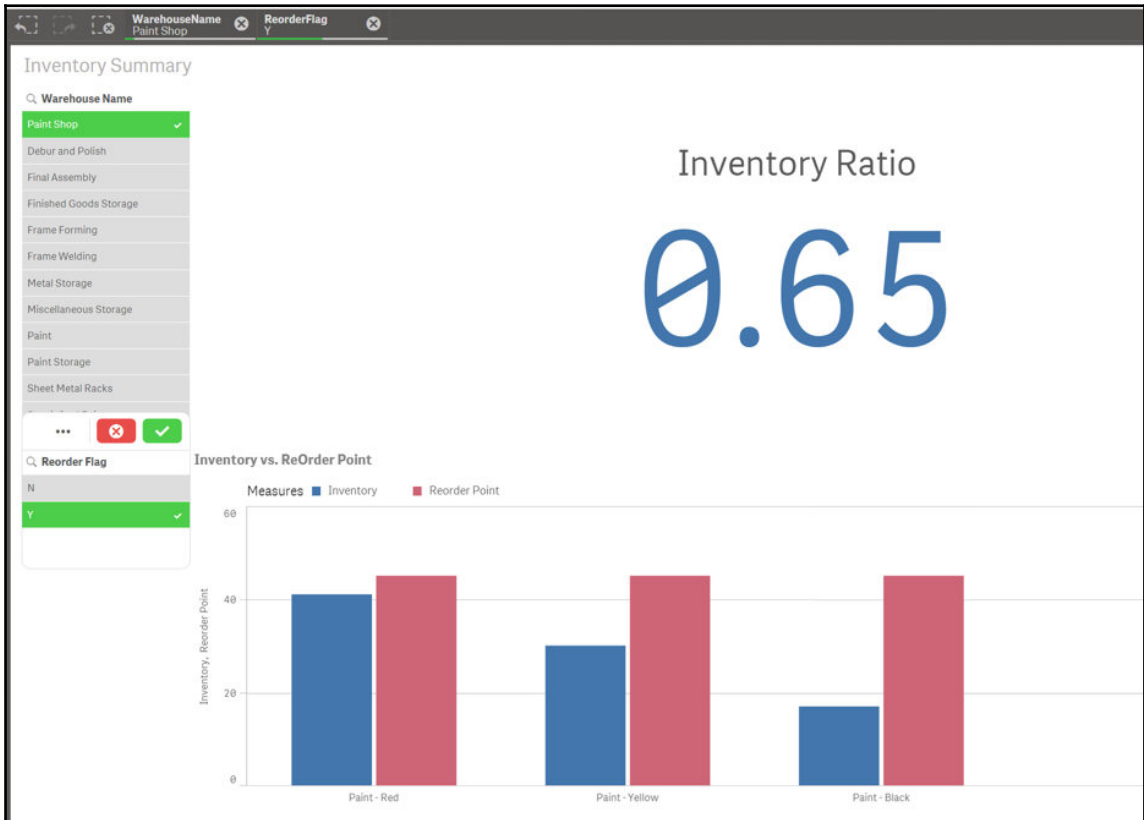 WarehouseName
Paint Shop
ReorderFlag
Y
Inventory Summary
Warehouse Name
Paint Shop
Debur and Polish
Final Assembly
Finished Goods Storage
Frame Forming
Frame Welding
Metal Storage
Miscellaneous Storage
Paint
Paint Storage
Sheet Metal Racks
Reorder Flag
N
Y
Inventory Ratio
0.65
Inventory vs. ReOrder Point
Measures Inventory Reorder Point
Inventory, Reorder Point
60
40
20
0
Paint - Red Paint - Yellow Paint - Black